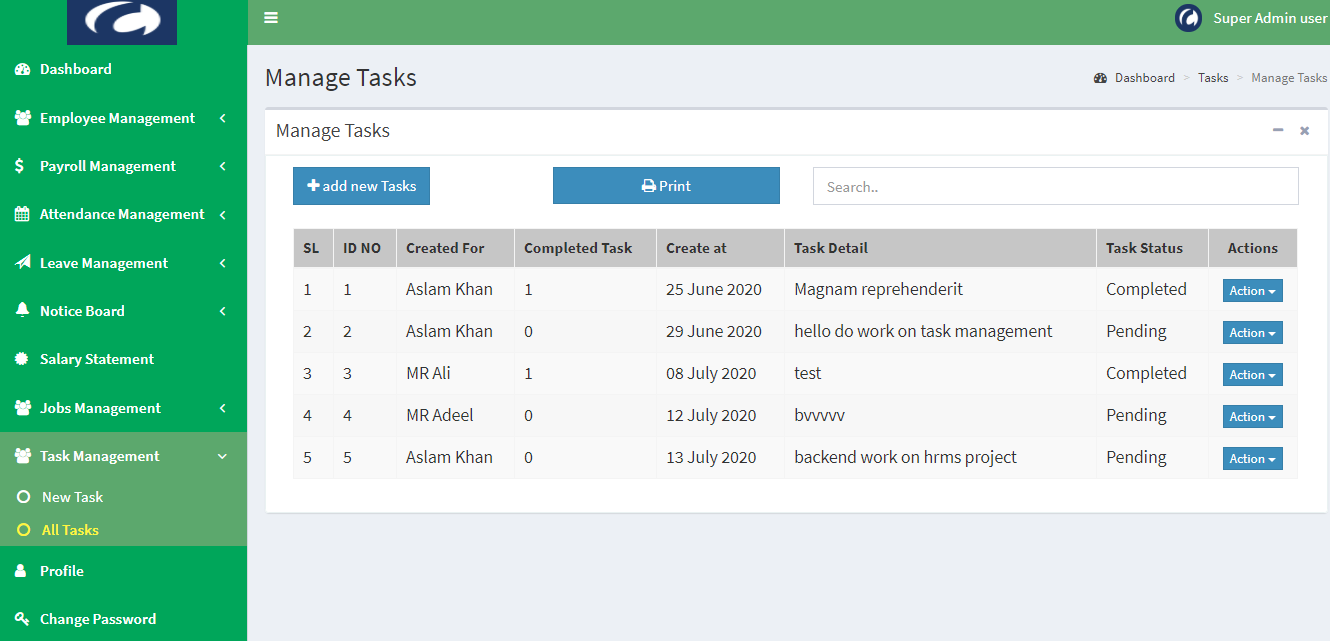 Super Admin user
Dashboard
Employee Management
Payroll Management
Attendance Management
Leave Management
Notice Board
Salary Statement
Jobs Management
Task Management
New Task
All Tasks
Profile
Change Password
Manage Tasks
Dashboard > Tasks > Manage Tasks
Manage Tasks
add new Tasks Print Search..
SL ID NO Created For Completed Task Create at Task Detail Task Status Actions
1 1 Aslam Khan 1 25 June 2020 Magnam reprehenderit Completed Action
2 2 Aslam Khan 0 29 June 2020 hello do work on task management Pending Action
3 3 MR Ali 1 08 July 2020 test Completed Action
4 4 MR Adeel 0 12 July 2020 bvvvvv Pending Action
5 5 Aslam Khan 0 13 July 2020 backend work on hrms project Pending Action